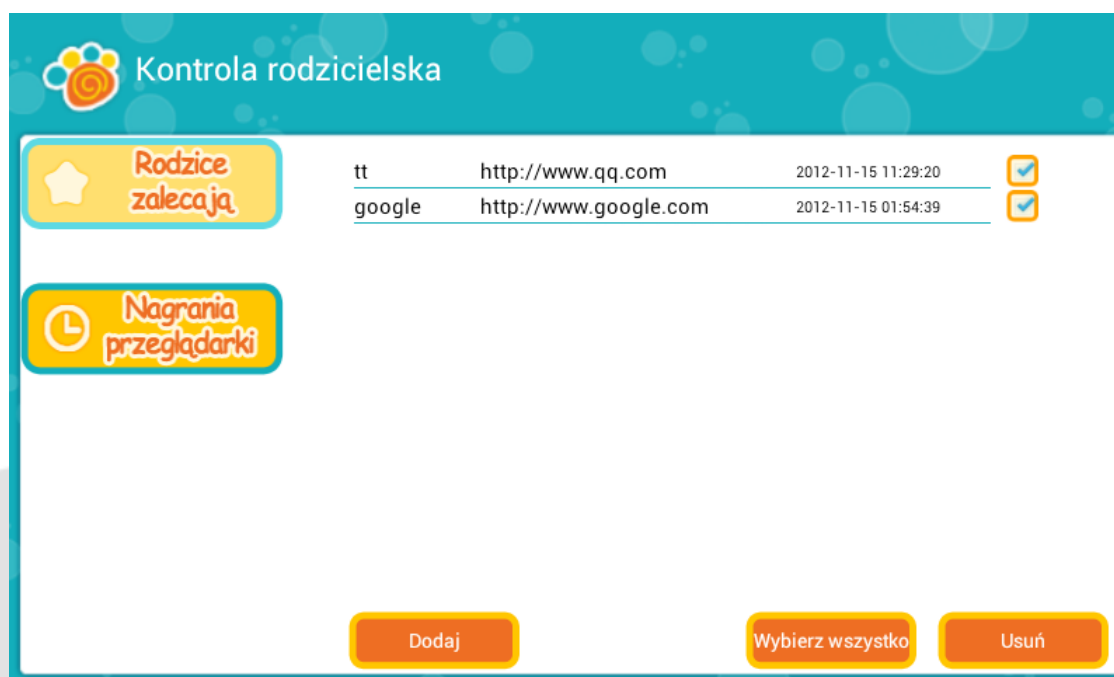 Kontrola rodzicielska
Rodzice
zalecają
tt http://www.qq.com 2012-11-15 11:29:20
google http://www.google.com 2012-11-15 01:54:39
Nagrania
przeglądarki
Dodaj Wybierz wszystko Usuń